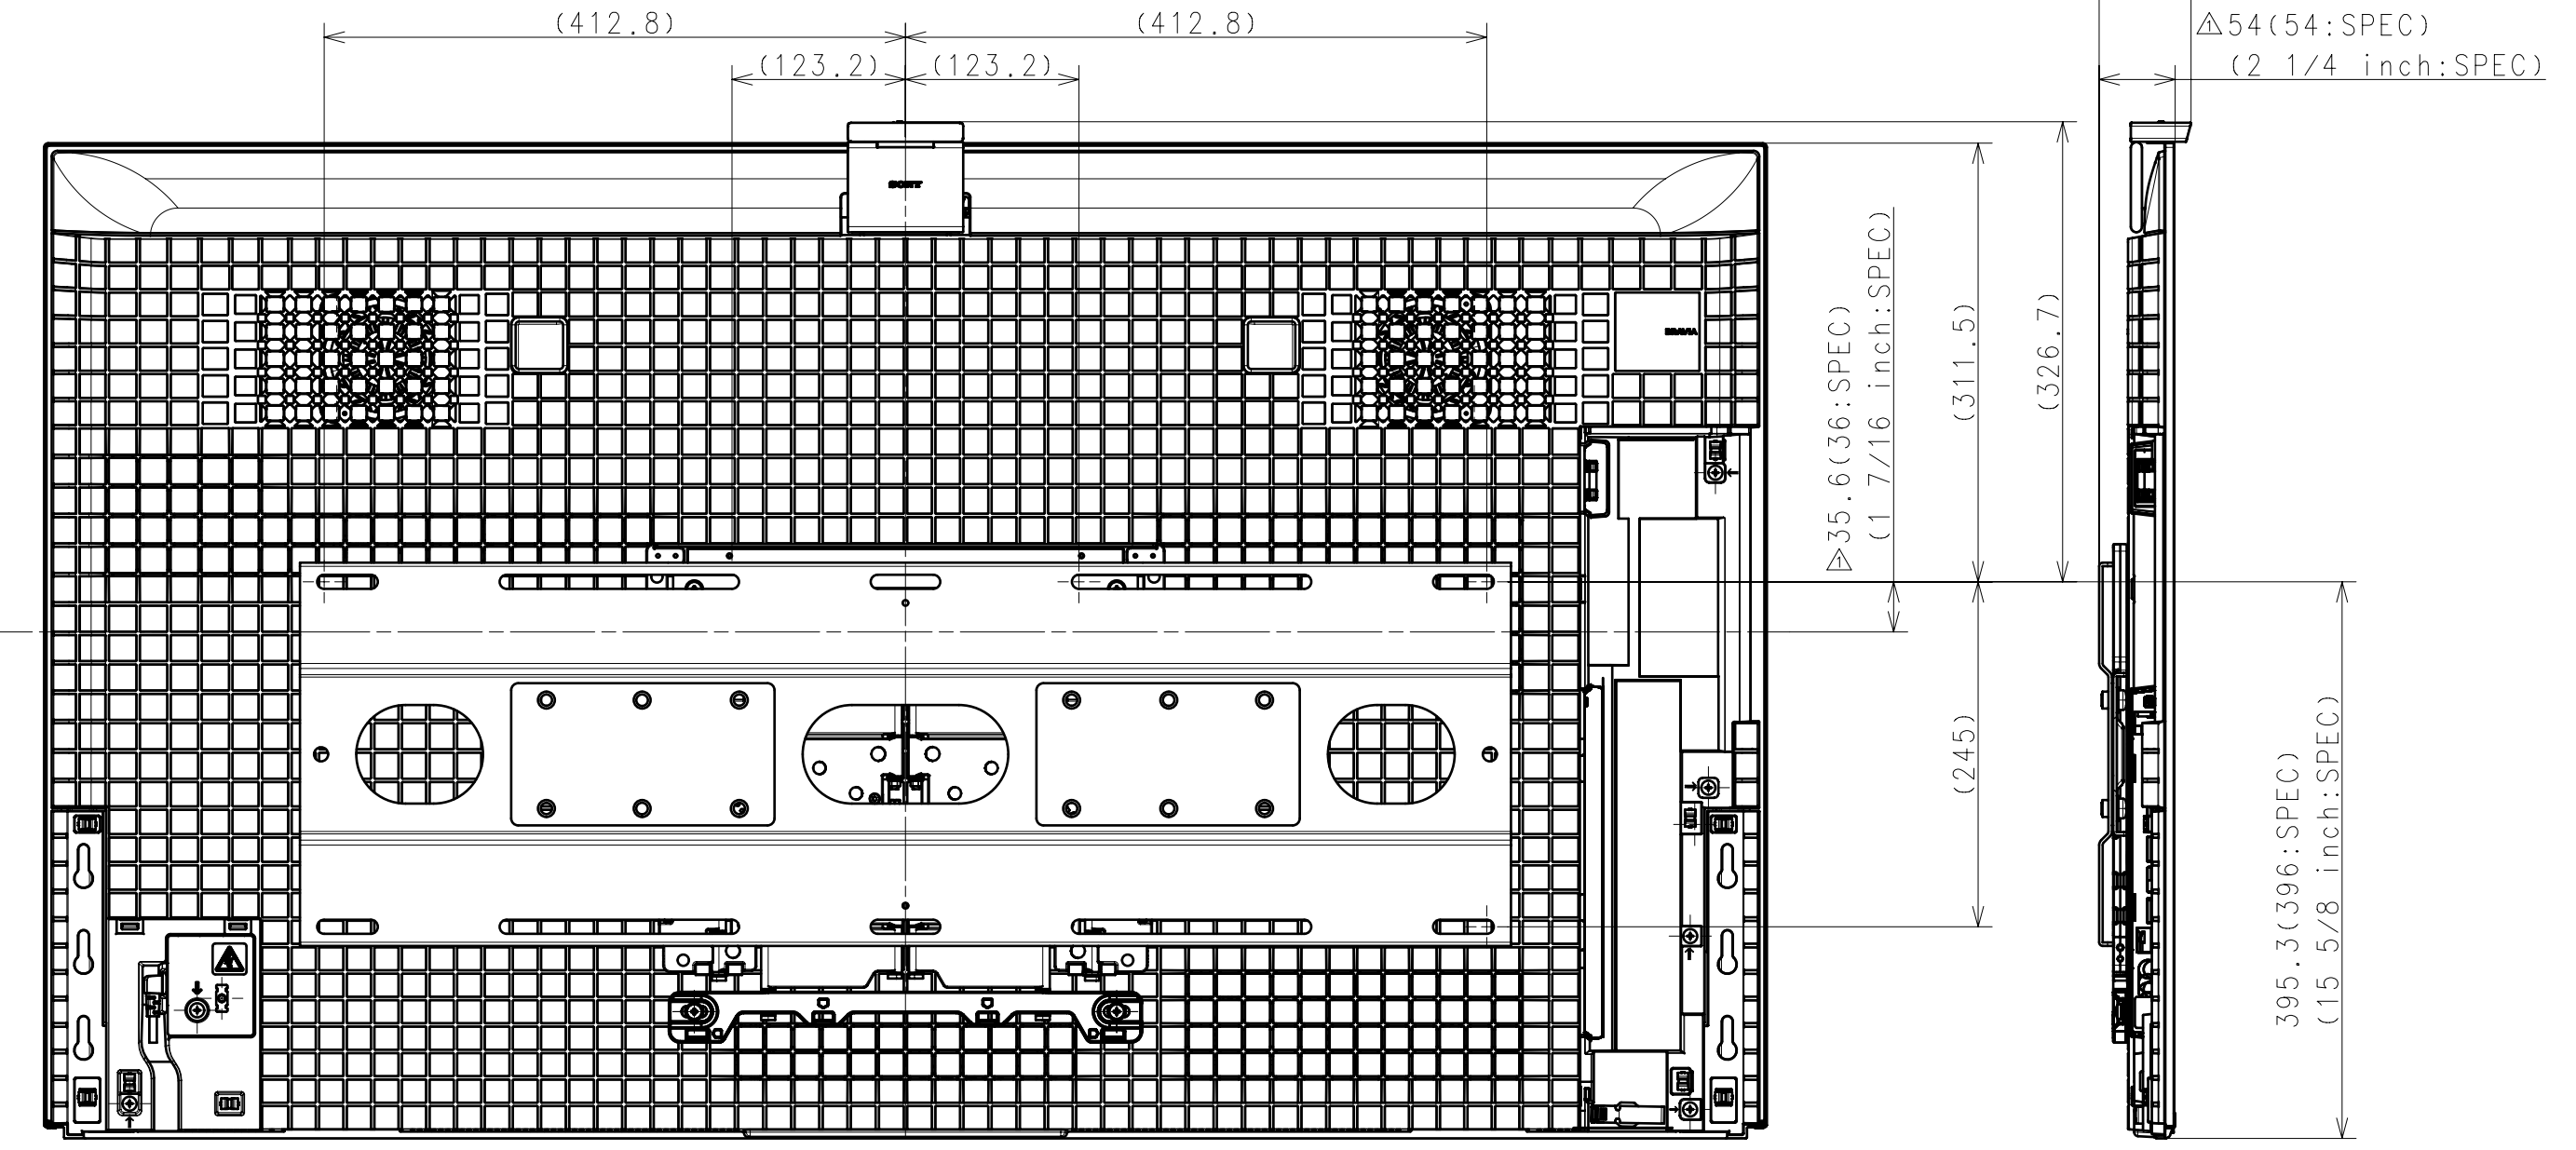 (412.8)
(412.8)
(123.2)
(123.2)
⚠54(54:SPEC)
(2 1/4 inch:SPEC)
SONY
BRAVIA
⚠35.6(36:SPEC)
(1 7/16 inch:SPEC)
(311.5)
(326.7)
(245)
395.3(396:SPEC)
(15 5/8 inch:SPEC)